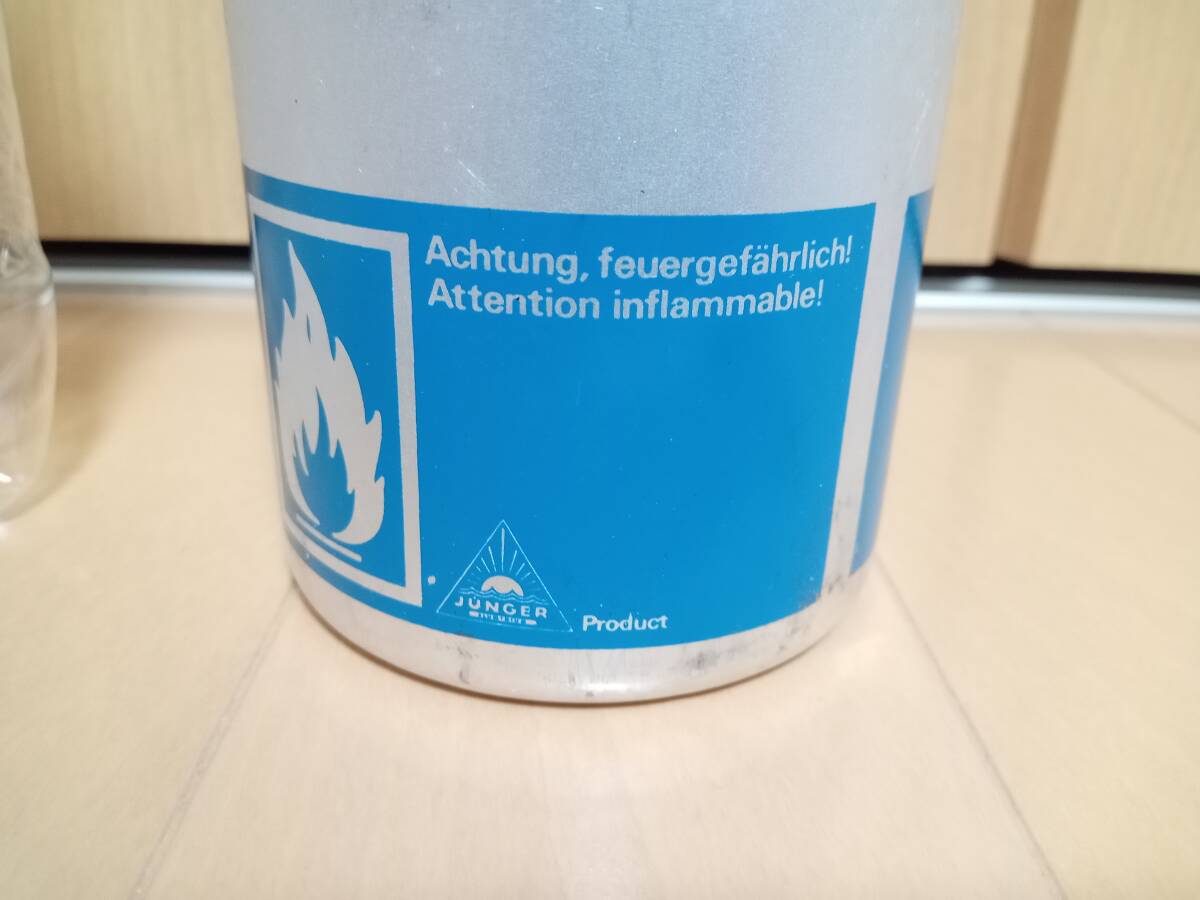 Achtung, feuergefährlich!
Attention inflammable!
JÜNGER
Product